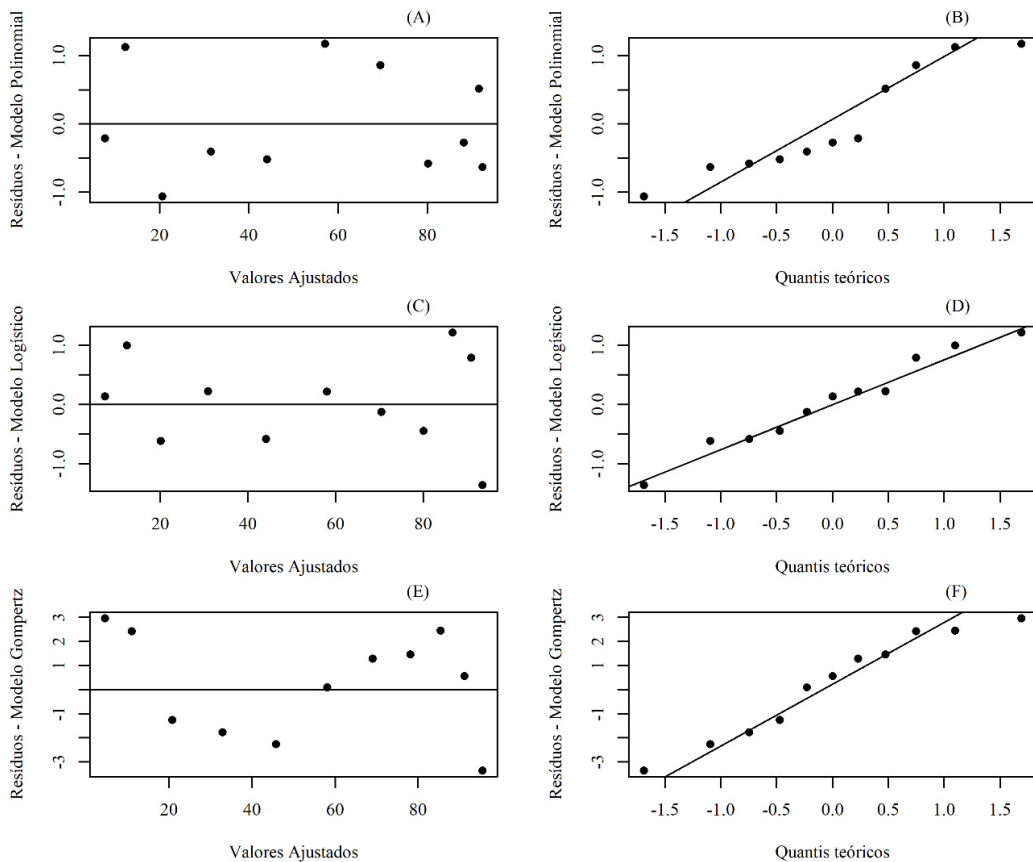 (A)
Resíduos - Modelo Polinomial
1.0
0.0
-1.0
20 40 60 80
Valores Ajustados
(B)
Resíduos - Modelo Polinomial
1.0
0.0
-1.0
-1.5 -1.0 -0.5 0.0 0.5 1.0 1.5
Quantis teóricos
(C)
Resíduos - Modelo Logístico
1.0
0.0
-1.0
20 40 60 80
Valores Ajustados
(D)
Resíduos - Modelo Logístico
1.0
0.0
-1.0
-1.5 -1.0 -0.5 0.0 0.5 1.0 1.5
Quantis teóricos
(E)
Resíduos - Modelo Gompertz
3
2
1
-1
-3
20 40 60 80
Valores Ajustados
(F)
Resíduos - Modelo Gompertz
3
2
1
-1
-3
-1.5 -1.0 -0.5 0.0 0.5 1.0 1.5
Quantis teóricos